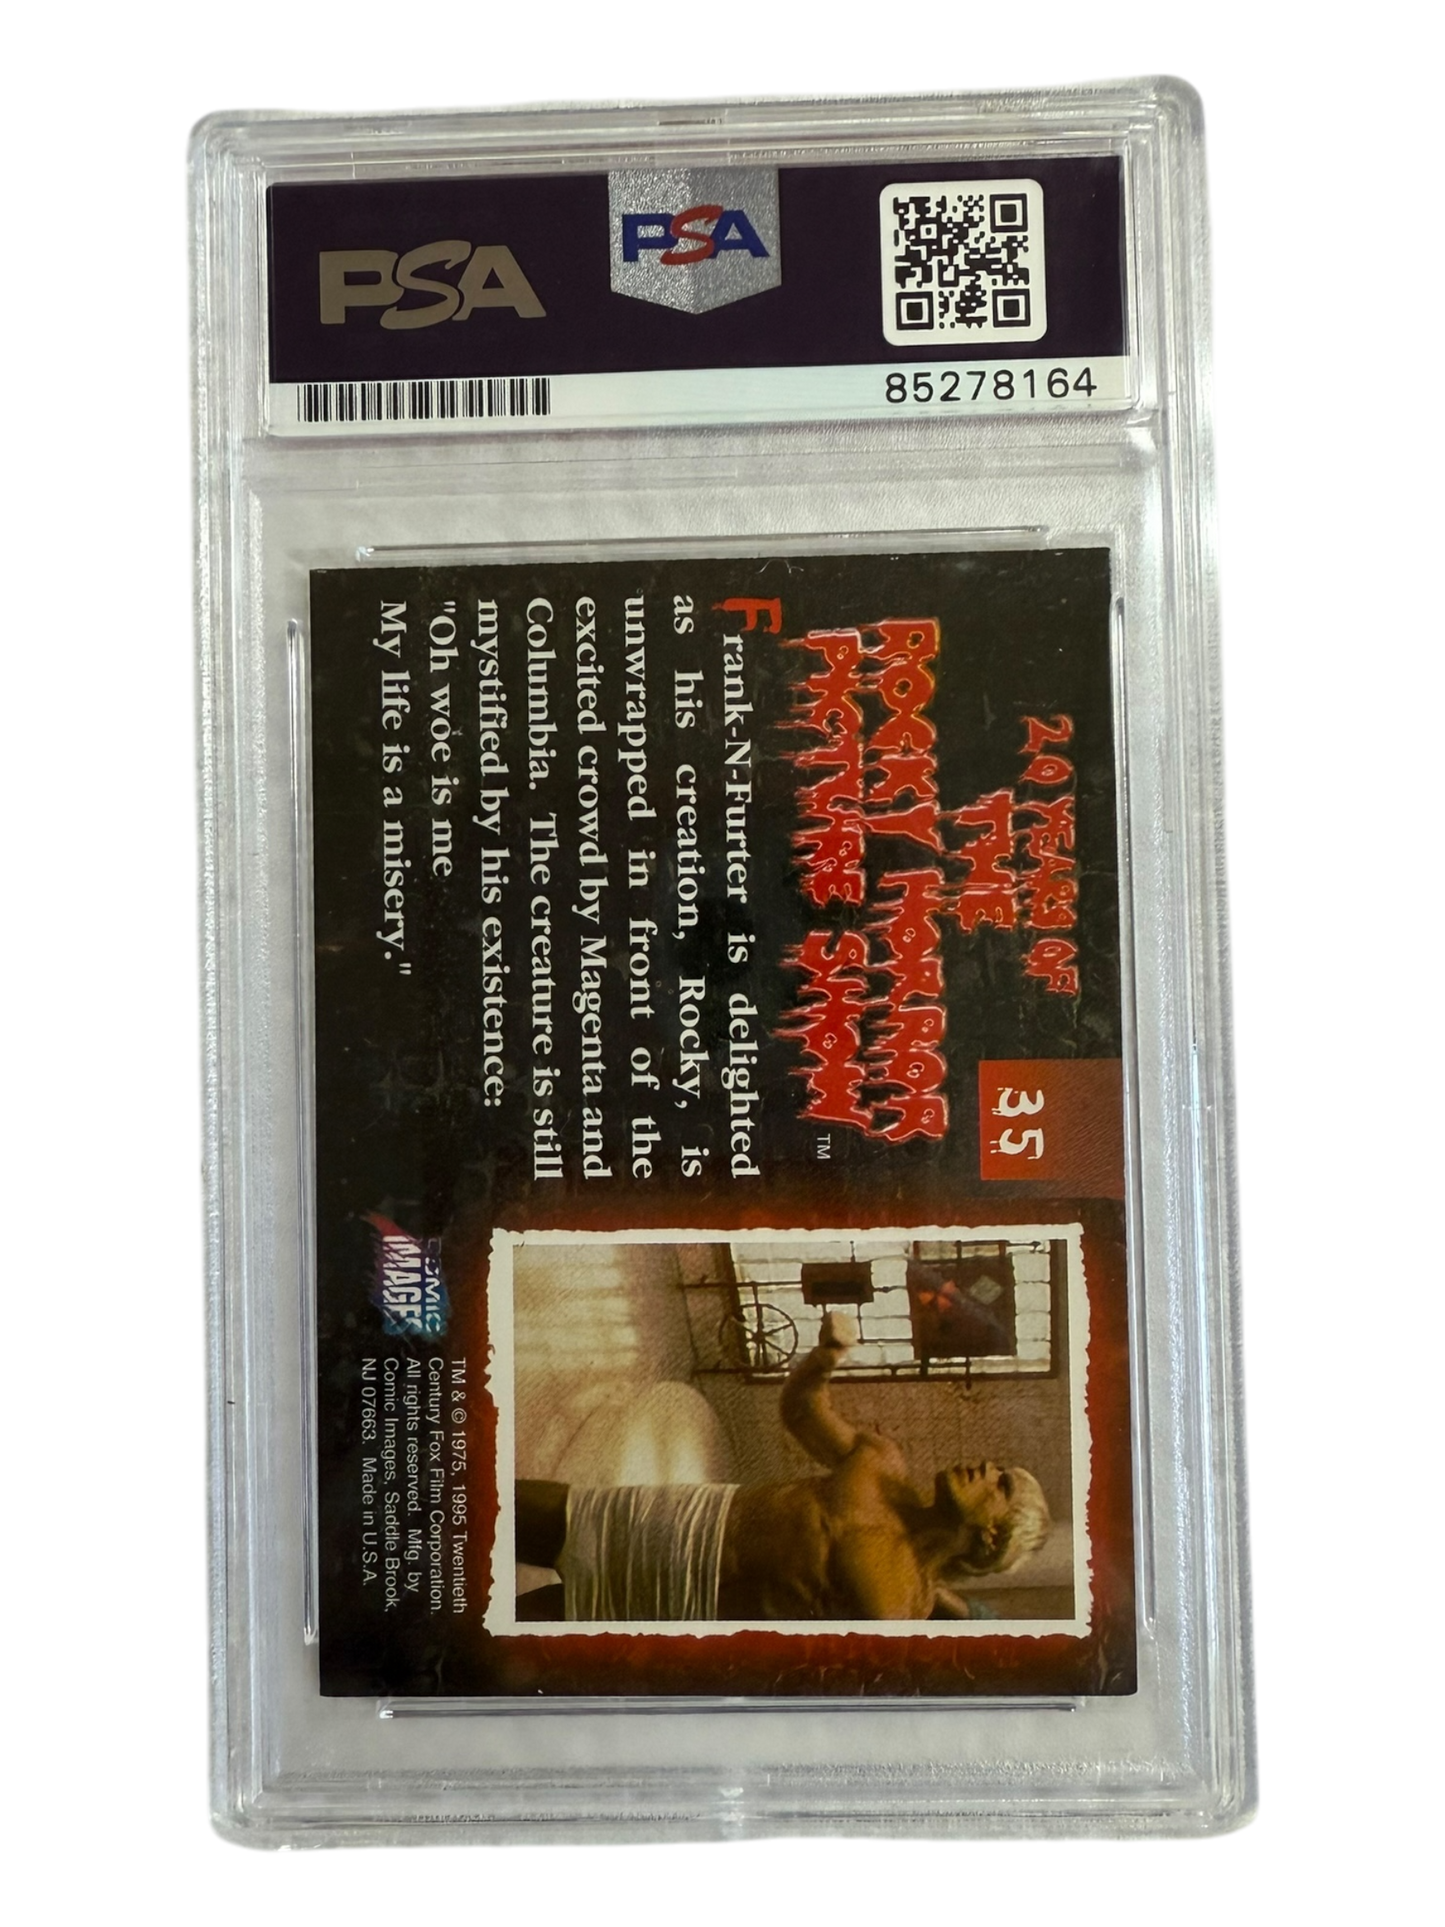 PSA
PSA
85278164
20 YEARS OF
THE
ROCKY HORROR
PICTURE SHOW™
35
Frank-N-Furter is delighted
as his creation, Rocky, is
unwrapped in front of the
excited crowd by Magenta and
Columbia. The creature is still
mystified by his existence:
"Oh woe is me
My life is a misery."
COMIC
IMAGES
TM & © 1975, 1995 Twentieth
Century Fox Film Corporation.
All rights reserved. Mfg. by
Comic Images, Saddle Brook,
NJ 07663. Made in U.S.A.